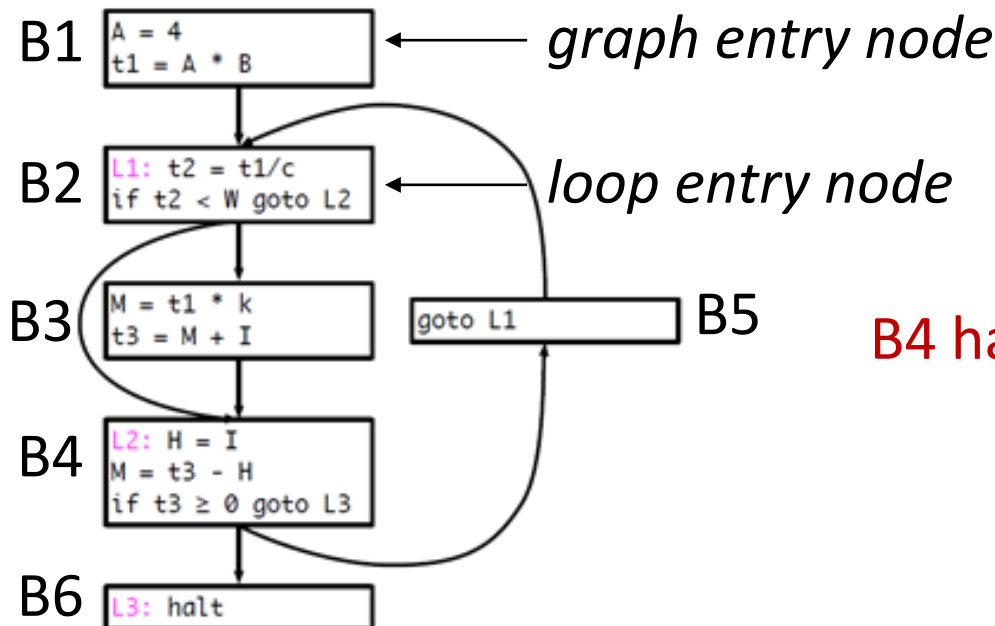 B1
A = 4
t1 = A * B
graph entry node
B2
L1: t2 = t1/c
if t2 < W goto L2
loop entry node
B3
M = t1 * k
t3 = M + I
goto L1
B5
B4 ha
B4
L2: H = I
M = t3 - H
if t3 ≥ 0 goto L3
B6
L3: halt